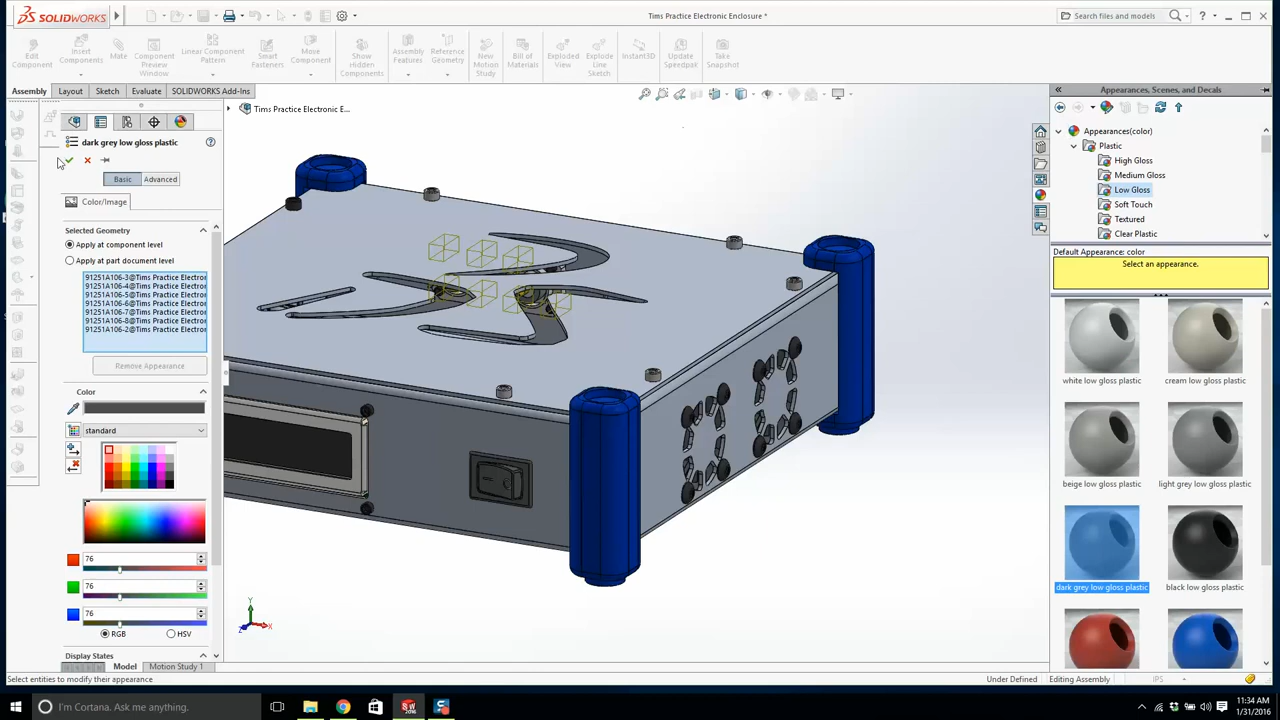 SOLIDWORKS
Tims Practice Electronic Enclosure *
Search files and models
Edit Component
Insert Components
Mate
Component Preview Window
Linear Component Pattern
Smart Fasteners
Move Component
Show Hidden Components
Assembly Features
Reference Geometry
New Motion Study
Bill of Materials
Exploded View
Explode Line Sketch
Instant3D
Update Speedpak
Take Snapshot
Assembly
Layout
Sketch
Evaluate
SOLIDWORKS Add-Ins
Appearances, Scenes, and Decals
Tims Practice Electronic E...
dark grey low gloss plastic
Basic
Advanced
Color/Image
Selected Geometry
Apply at component level
Apply at part document level
91251A106-3@Tims Practice Electror
91251A106-4@Tims Practice Electror
91251A106-5@Tims Practice Electror
91251A106-6@Tims Practice Electror
91251A106-7@Tims Practice Electror
91251A106-8@Tims Practice Electror
91251A106-2@Tims Practice Electror
Remove Appearance
Color
standard
76
76
76
RGB
HSV
Display States
Model
Motion Study 1
Y
X
Z
Appearances(color)
Plastic
High Gloss
Medium Gloss
Low Gloss
Soft Touch
Textured
Clear Plastic
Default Appearance: color
Select an appearance.
white low gloss plastic
cream low gloss plastic
beige low gloss plastic
light grey low gloss plastic
dark grey low gloss plastic
black low gloss plastic
Select entities to modify their appearance
Under Defined
Editing Assembly
IPS
I'm Cortana. Ask me anything.
11:34 AM
1/31/2016